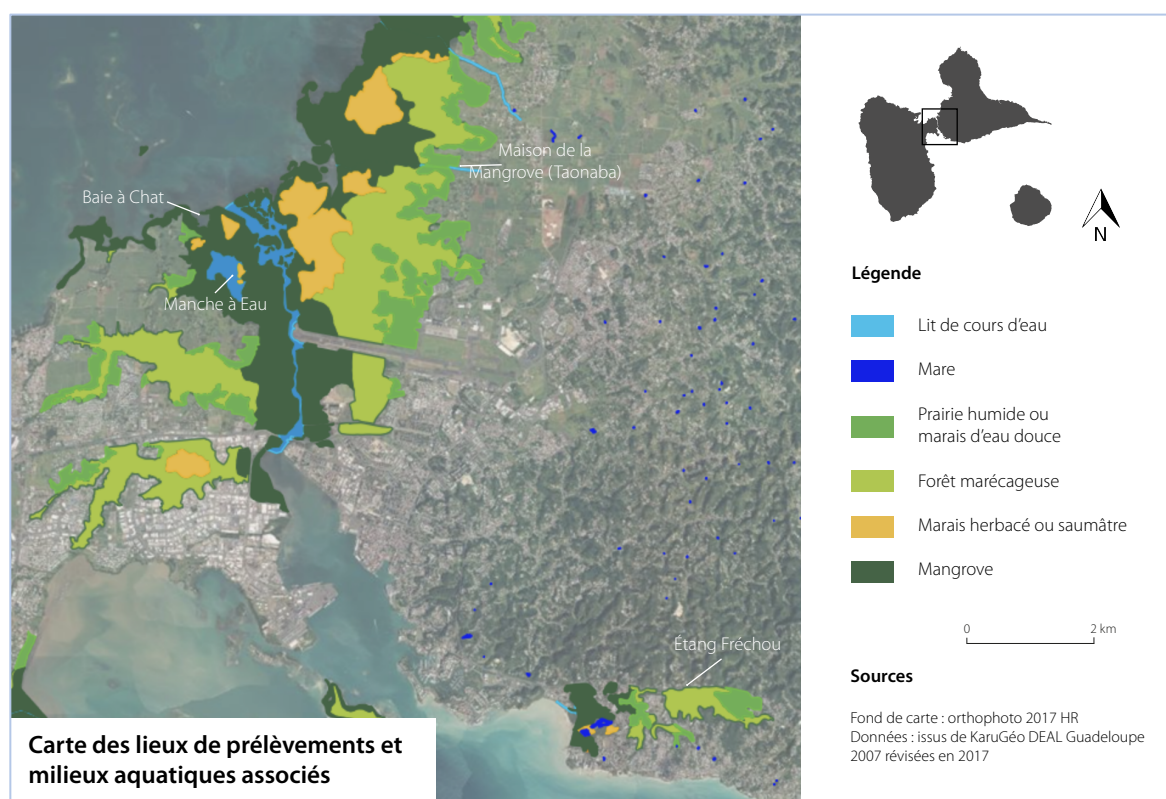 Maison de la
Mangrove (Taonaba)
Baie à Chat
Manche à Eau
Étang Fréchou
Carte des lieux de prélèvements et
milieux aquatiques associés
N
Légende
Lit de cours d'eau
Mare
Prairie humide ou
marais d'eau douce
Forêt marécageuse
Marais herbacé ou saumâtre
Mangrove
0 2 km
Sources
Fond de carte : orthophoto 2017 HR
Données : issus de KaruGéo DEAL Guadeloupe
2007 révisées en 2017